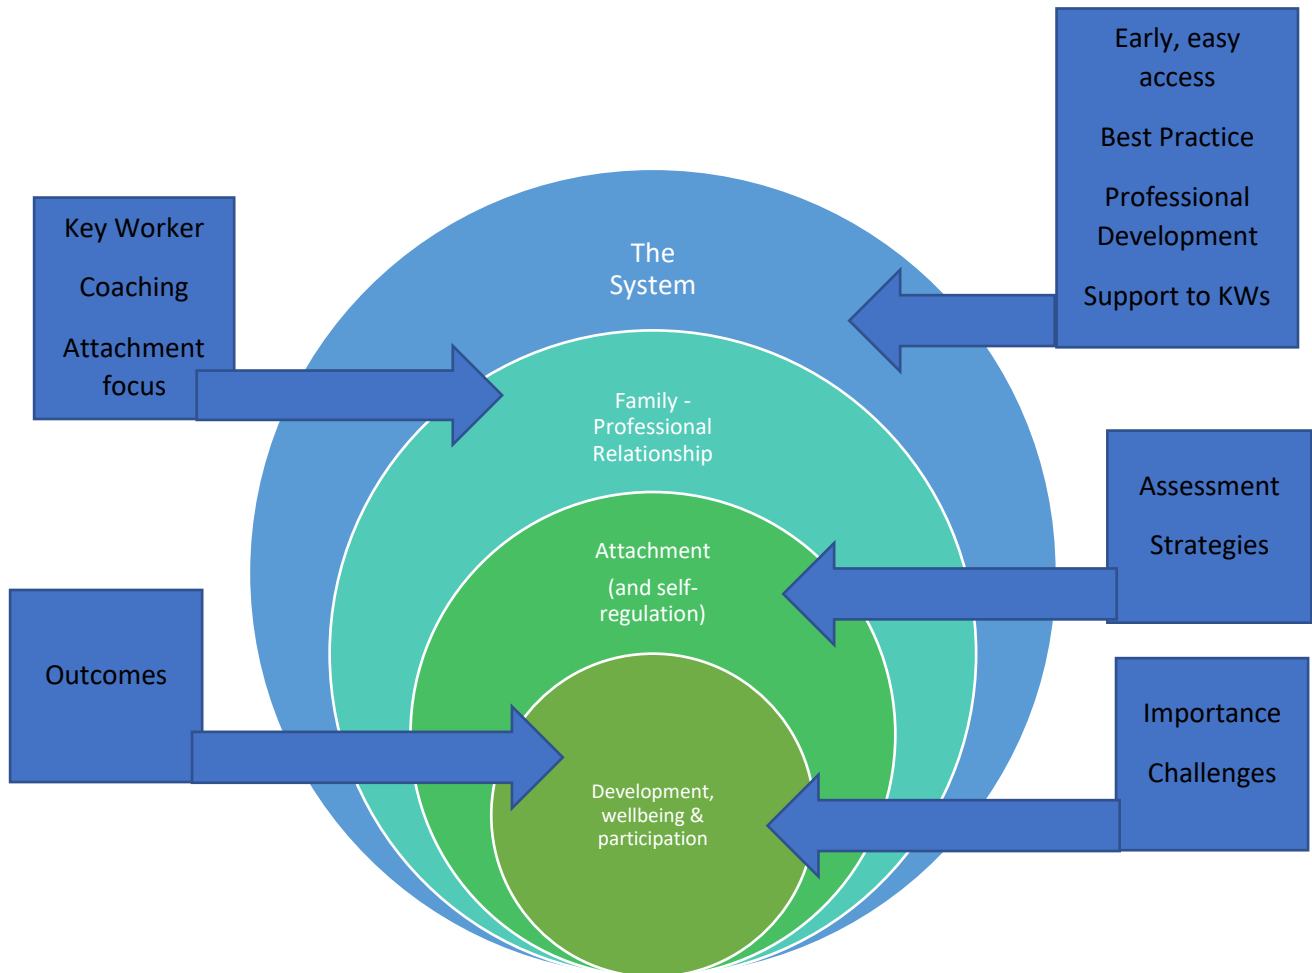 Early, easy
access
Best Practice
Professional
Development
Support to KWs
Key Worker
Coaching
Attachment
focus
The
System
Family -
Professional
Relationship
Assessment
Strategies
Attachment
(and self-
regulation)
Outcomes
Importance
Challenges
Development,
wellbeing &
participation